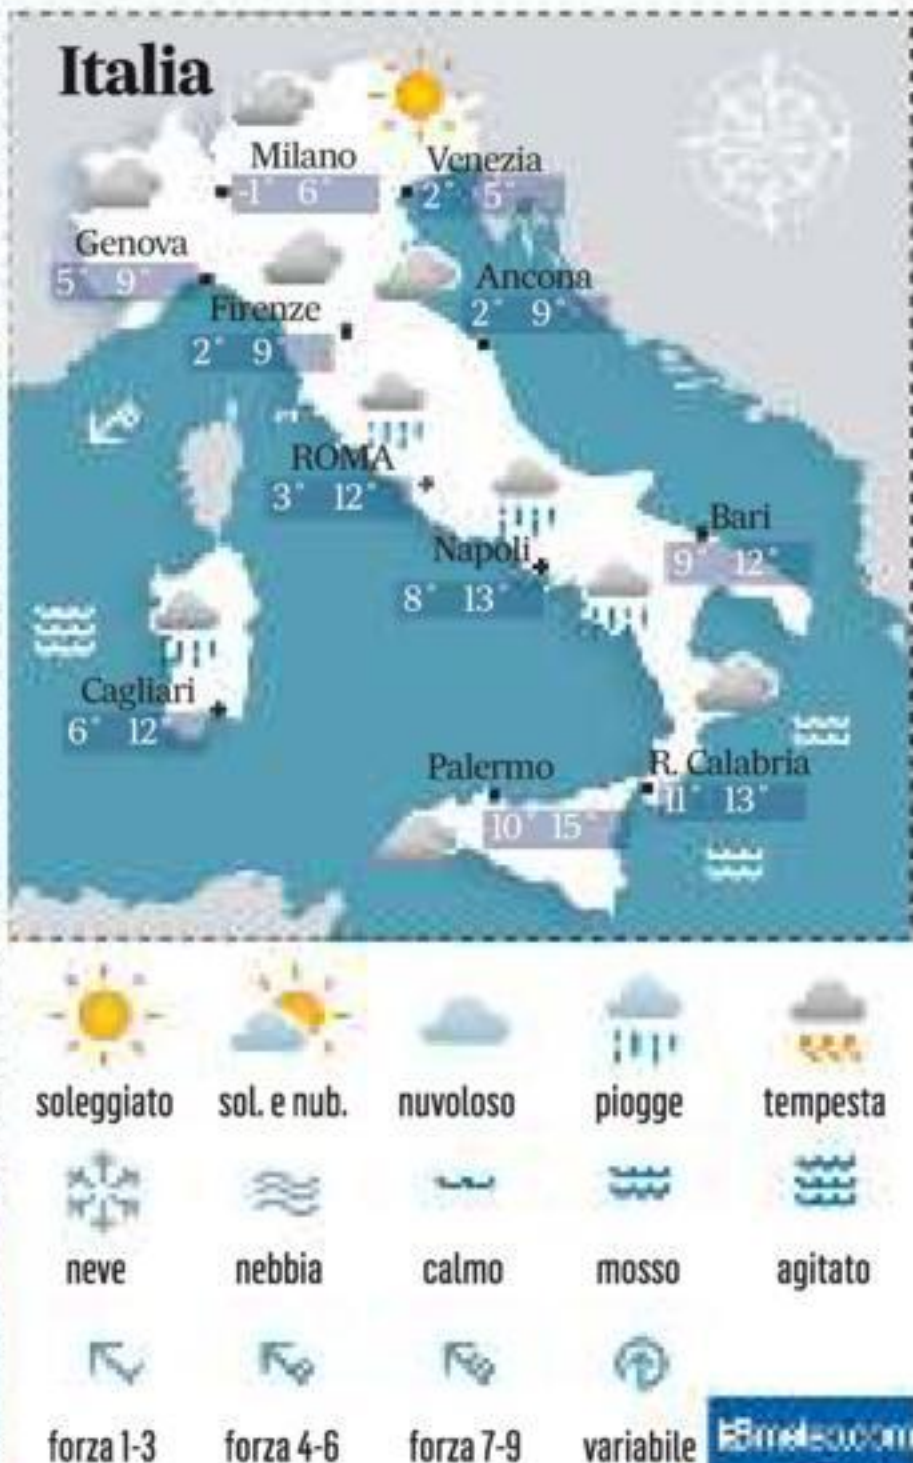 Italia
Milano
-1° 6°
Venezia
2° 5°
Genova
5° 9°
Firenze
2° 9°
Ancona
2° 9°
ROMA
3° 12°
Napoli
8° 13°
Bari
9° 12°
Cagliari
6° 12°
Palermo
10° 15°
R. Calabria
11° 13°
soleggiato sol. e nub. nuvoloso piogge tempesta
neve nebbia calmo mosso agitato
forza 1-3 forza 4-6 forza 7-9 variabile